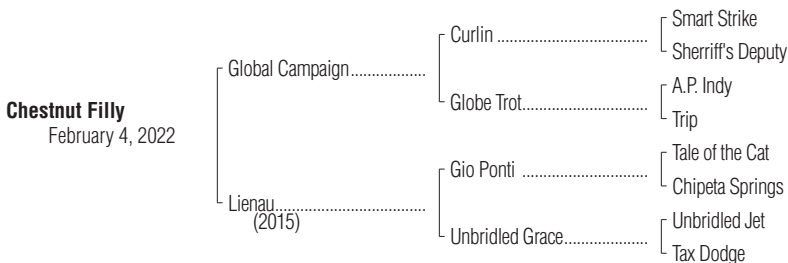 Chestnut Filly
February 4, 2022
Global Campaign..................
Lienau....................................
(2015)
Curlin ....................................
Globe Trot..............................
Gio Ponti ..............................
Unbridled Grace....................
Smart Strike
Sherriff's Deputy
A.P. Indy
Trip
Tale of the Cat
Chipeta Springs
Unbridled Jet
Tax Dodge